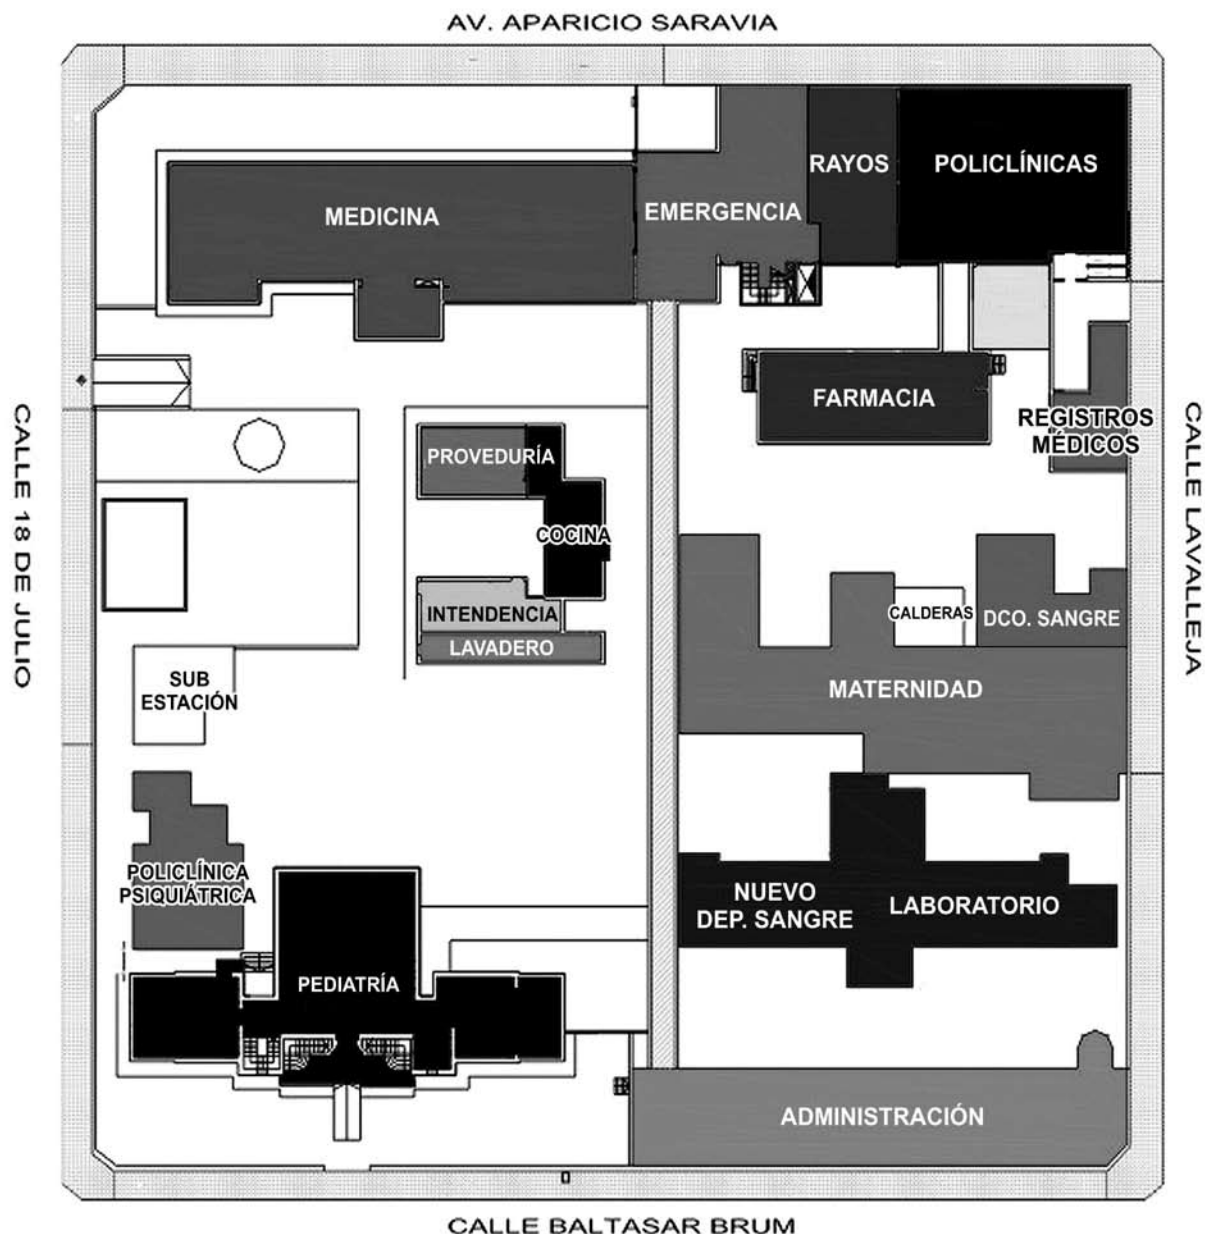 AV. APARICIO SARAVIA
RAYOS
POLICLÍNICAS
MEDICINA
EMERGENCIA
FARMACIA
REGISTROS
MÉDICOS
CALLE 18 DE JULIO
CALLE LAVALLEJA
PROVEDURÍA
COCINA
INTENDENCIA
LAVADERO
CALDERAS
DCO. SANGRE
SUB
ESTACIÓN
MATERNIDAD
POLICLÍNICA
PSIQUIÁTRICA
NUEVO
DEP. SANGRE
LABORATORIO
PEDIATRÍA
ADMINISTRACIÓN
CALLE BALTASAR BRUM